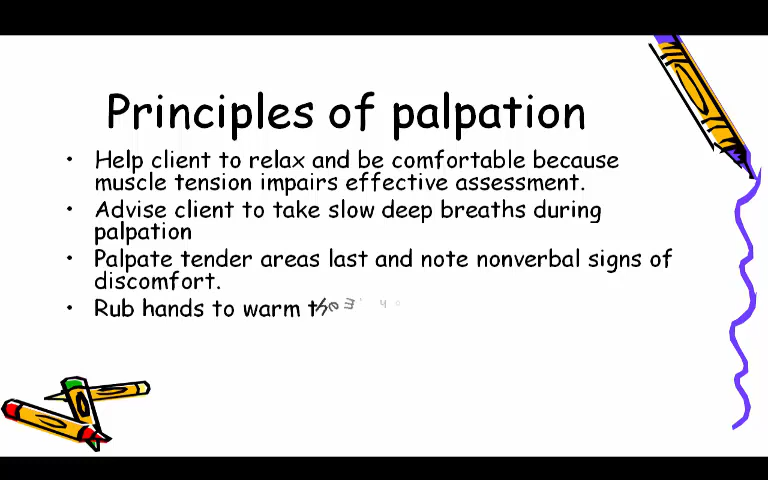 Principles of palpation
• Help client to relax and be comfortable because
muscle tension impairs effective assessment.
• Advise client to take slow deep breaths during
palpation
• Palpate tender areas last and note nonverbal signs of
discomfort.
• Rub hands to warm